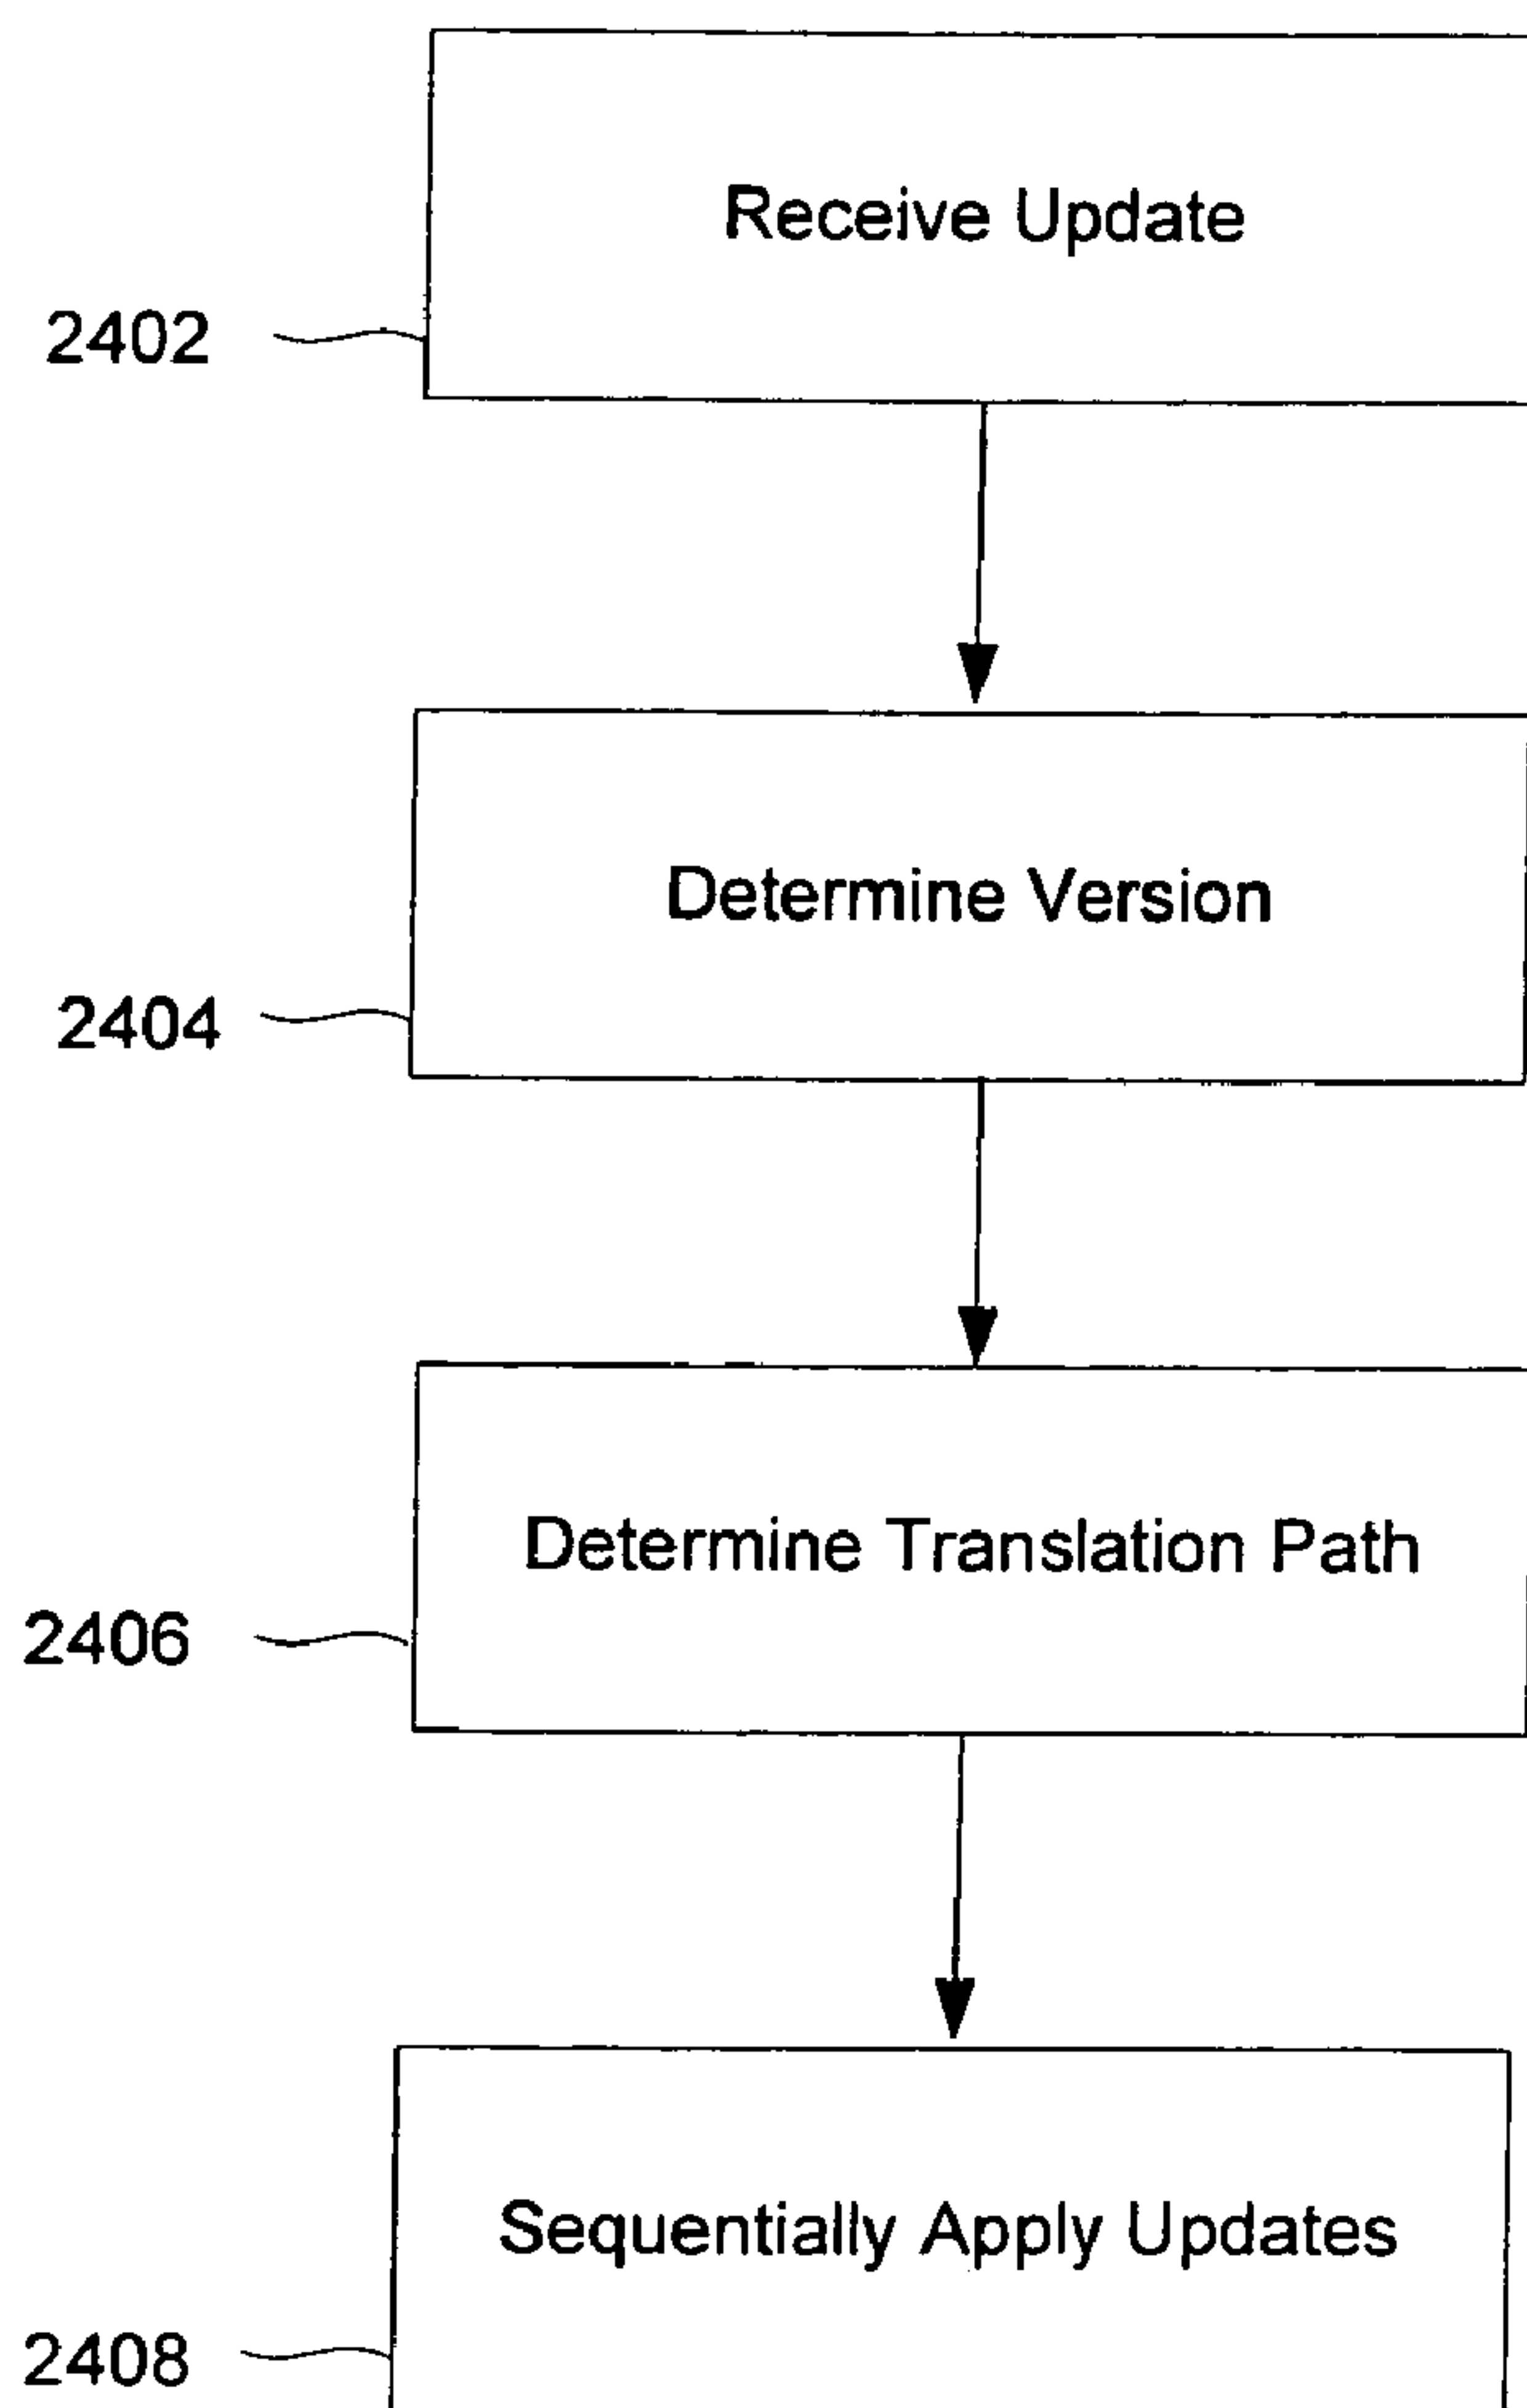 Receive Update
2402
Determine Version
2404
Determine Translation Path
2406
Sequentially Apply Updates
2408